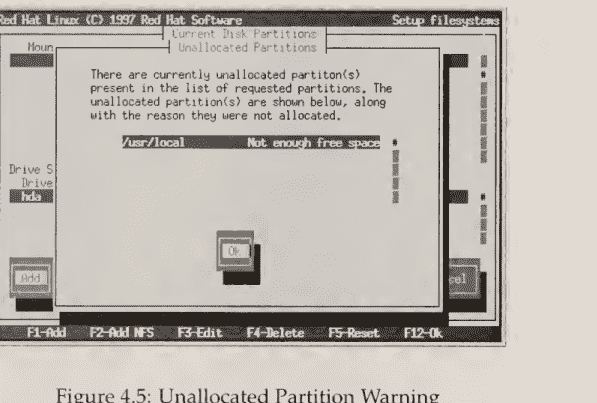 Red Hat Linux (C) 1997 Red Hat Software Setup filesystems
Current Disk Partitions
Unallocated Partitions
Moun
There are currently unallocated partiton(s)
present in the list of requested partitions. The
unallocated partition(s) are shown below, along
with the reason they were not allocated.
/usr/local Not enough free space #
Drive S
Drive
hda
Ok
Add
F1-Add F2-Add NFS F3-Edit F4-Delete F5-Reset F12-Ok
Figure 4.5: Unallocated Partition Warning